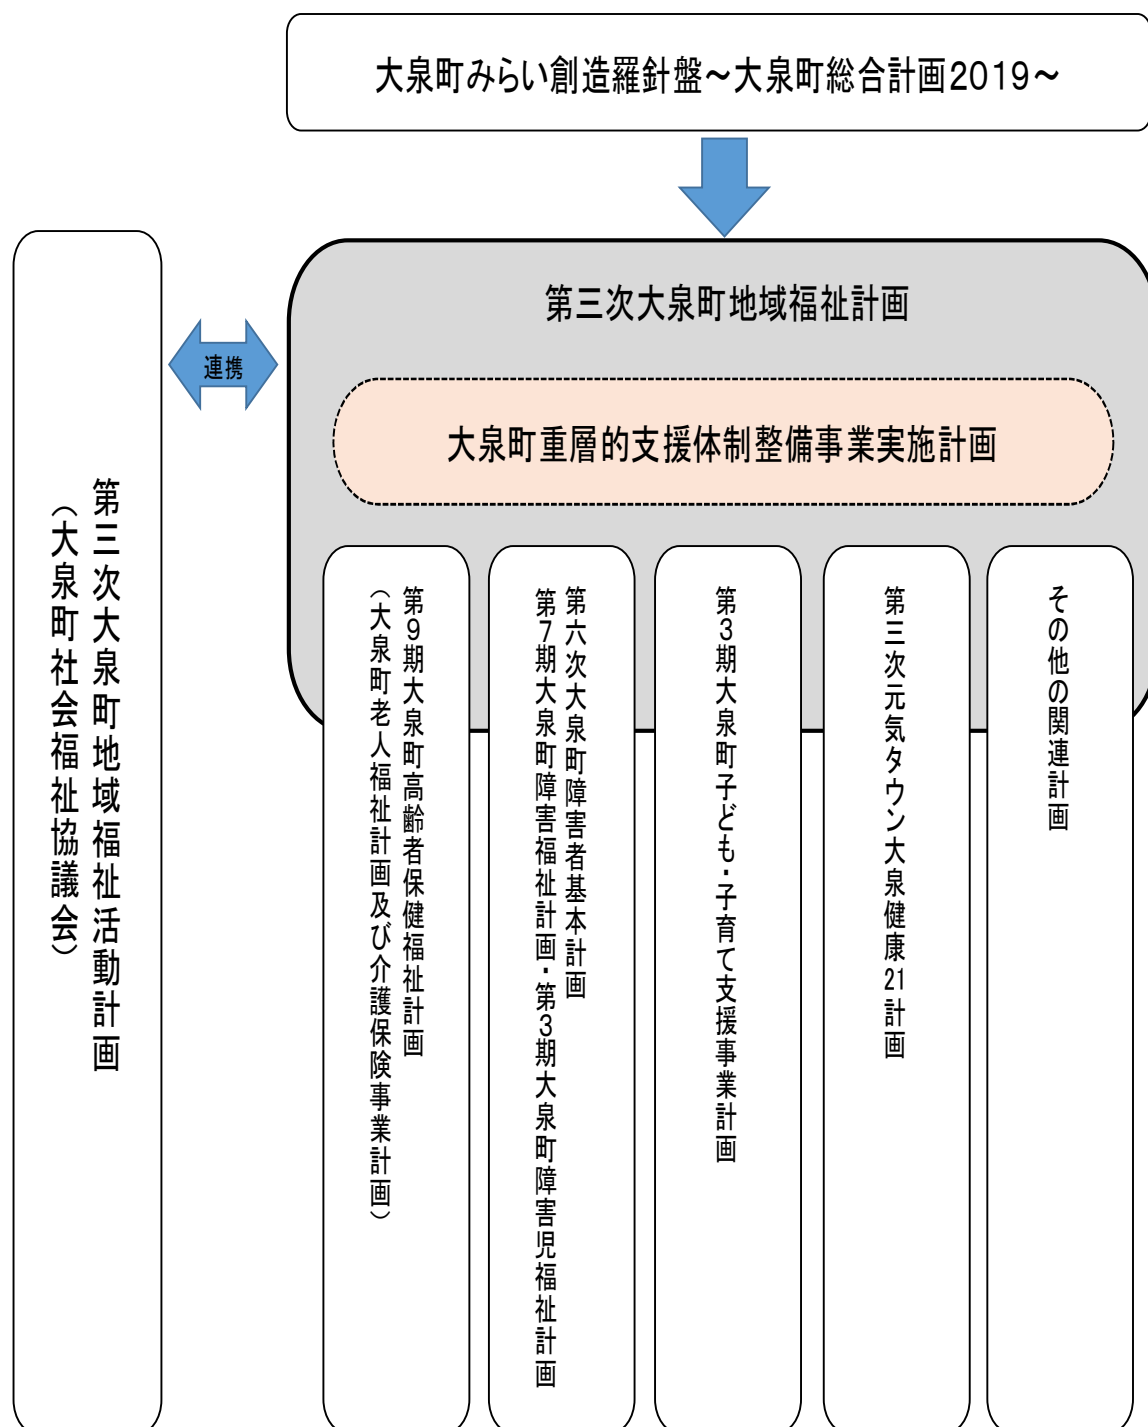 大泉町みらい創造羅針盤～大泉町総合計画2019～
第三次大泉町地域福祉計画
連携
大泉町重層的支援体制整備事業実施計画
第三次大泉町地域福祉活動計画
（大泉町社会福祉協議会）
第９期大泉町高齢者保健福祉計画
（大泉町老人福祉計画及び介護保険事業計画）
第六次大泉町障害者基本計画
第７期大泉町障害福祉計画・第３期大泉町障害児福祉計画
第３期大泉町子ども・子育て支援事業計画
第三次元気タウン大泉健康21計画
その他の関連計画